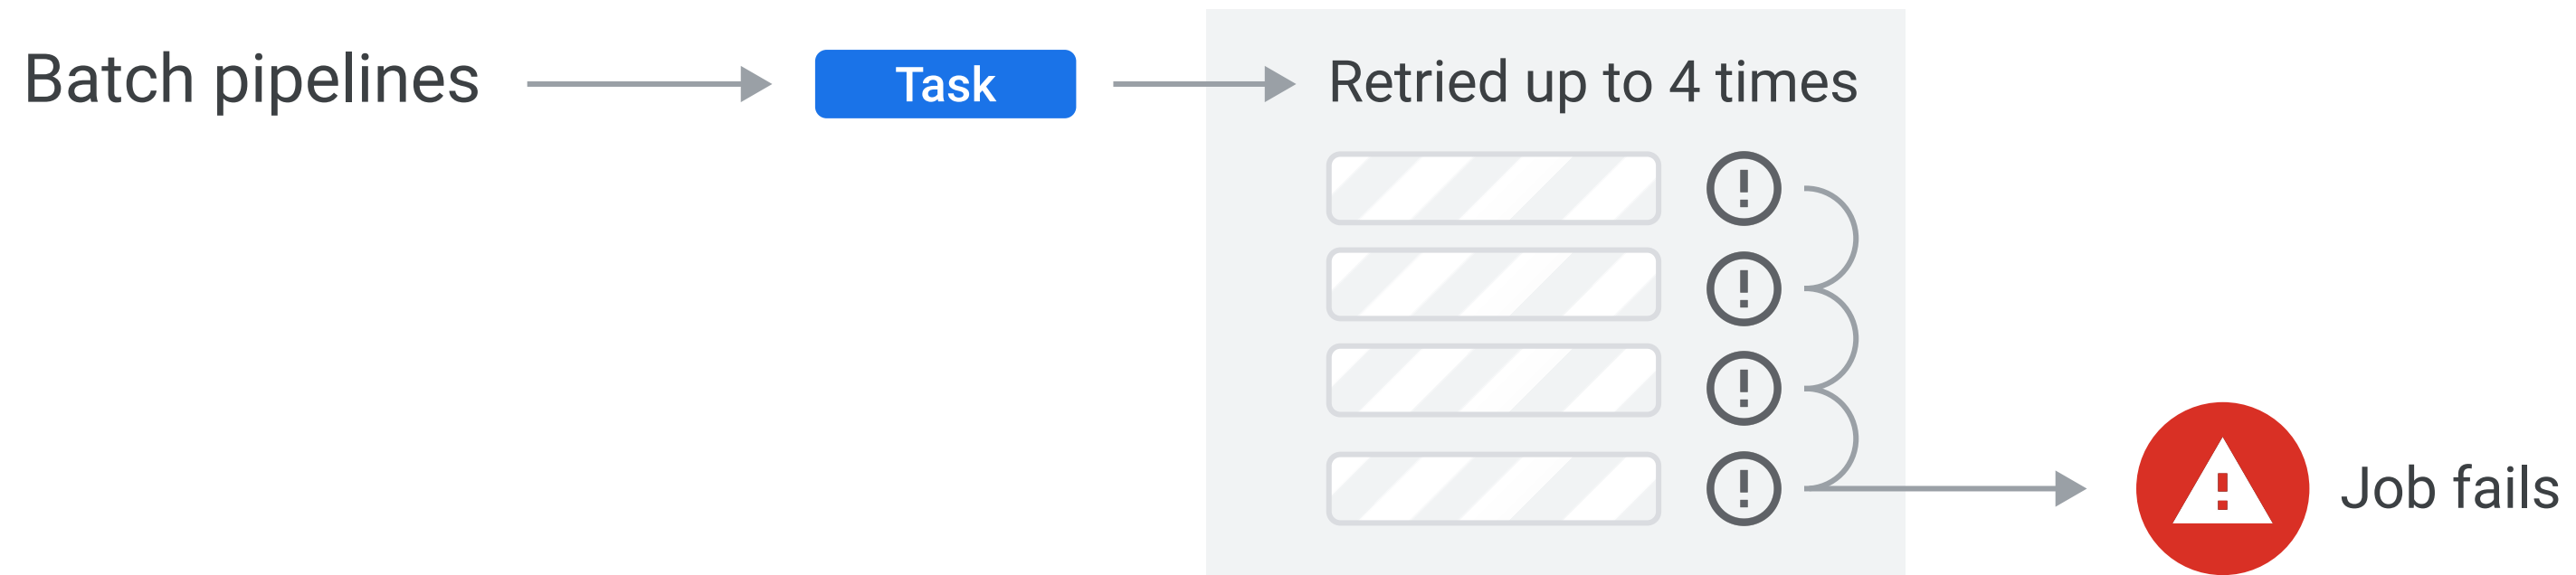 Batch pipelines
Task
Retried up to 4 times
Job fails